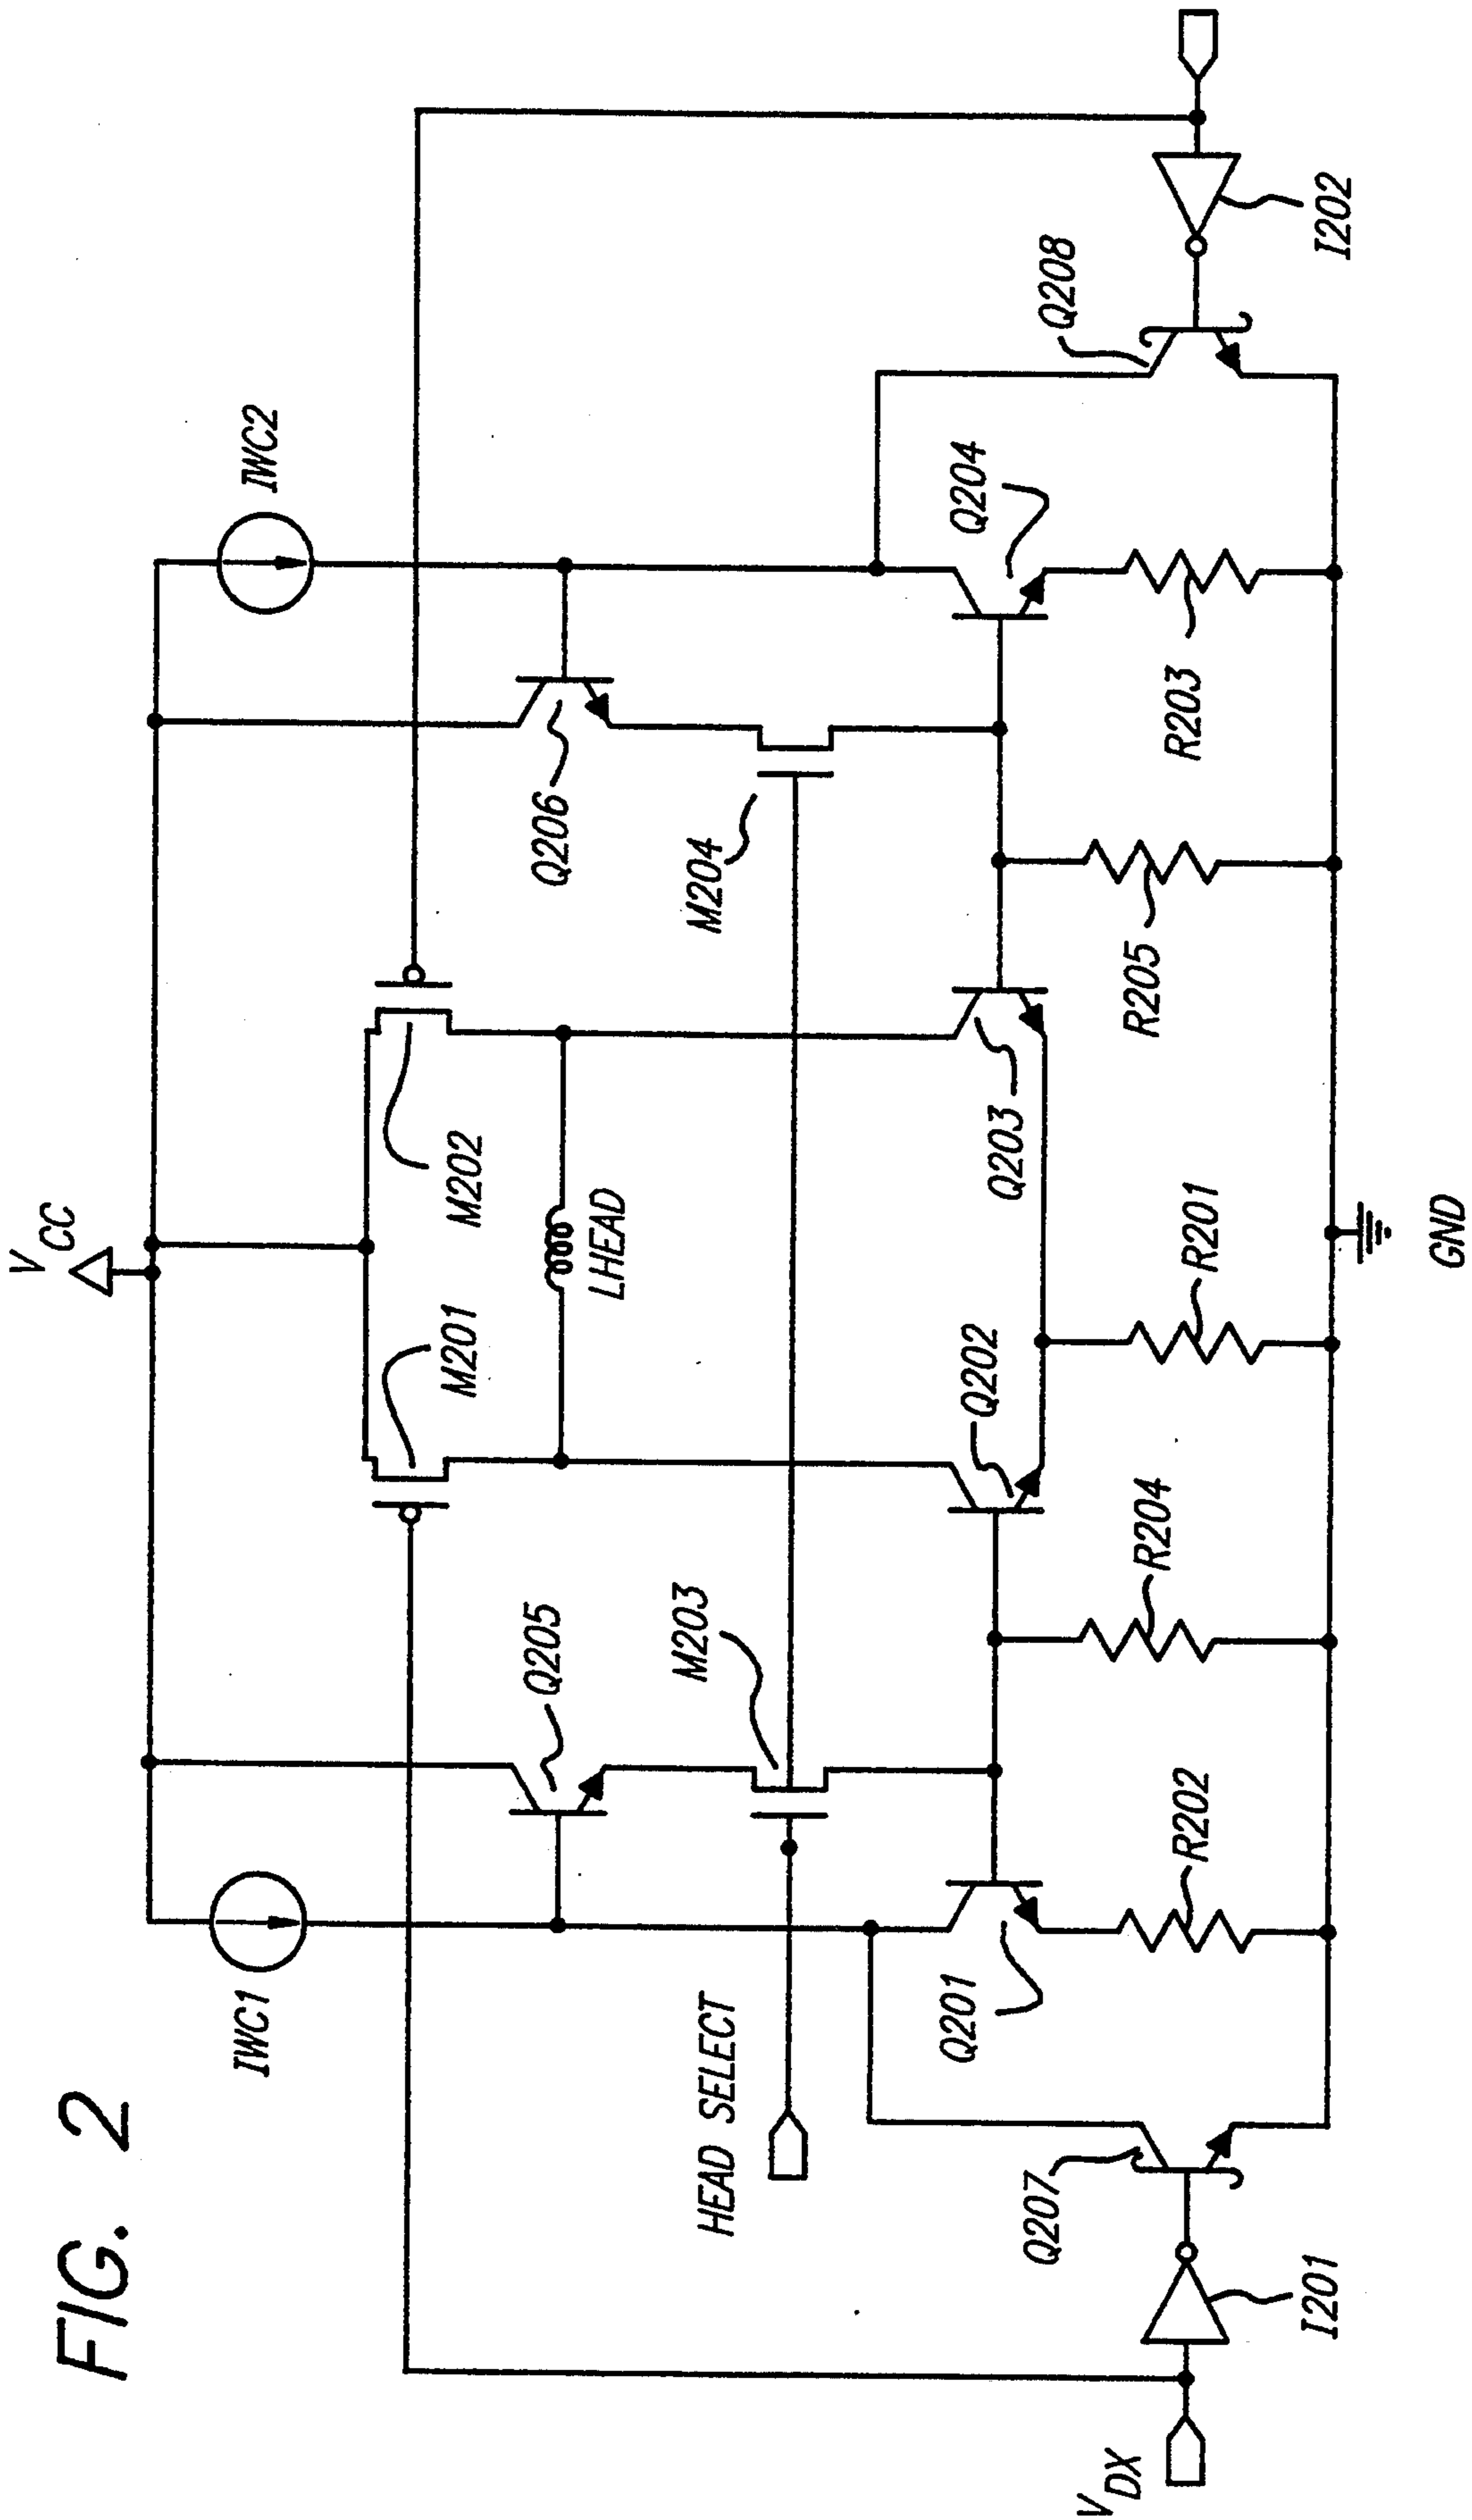 FIG. 2
V CC
IWC1
IWC2
M201
M202
LHEAD
Q205
Q206
M203
M204
HEAD SELECT
Q201
Q202
Q203
Q204
Q207
Q208
R202
R204
R201
R205
R203
VDX
I201
GND
I202